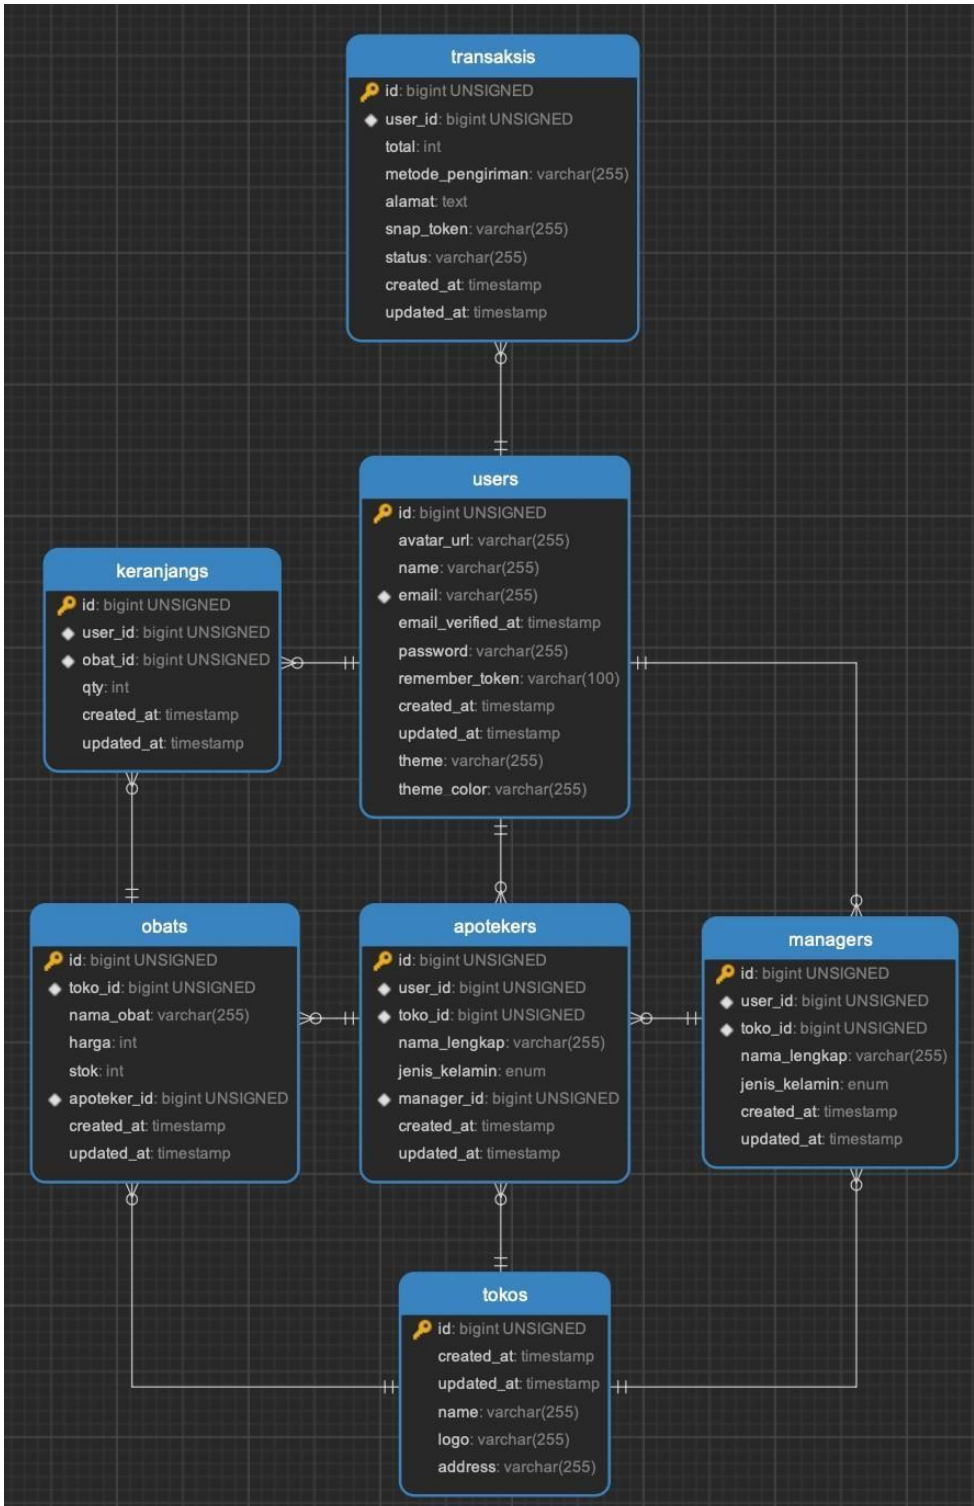 transaksis
id: bigint UNSIGNED
user_id: bigint UNSIGNED
total: int
metode_pengiriman: varchar(255)
alamat: text
snap_token: varchar(255)
status: varchar(255)
created_at: timestamp
updated_at: timestamp
users
id: bigint UNSIGNED
avatar_url: varchar(255)
name: varchar(255)
email: varchar(255)
email_verified_at: timestamp
password: varchar(255)
remember_token: varchar(100)
created_at: timestamp
updated_at: timestamp
theme: varchar(255)
theme_color: varchar(255)
keranjangs
id: bigint UNSIGNED
user_id: bigint UNSIGNED
obat_id: bigint UNSIGNED
qty: int
created_at: timestamp
updated_at: timestamp
obats
id: bigint UNSIGNED
toko_id: bigint UNSIGNED
nama_obat: varchar(255)
harga: int
stok: int
apoteker_id: bigint UNSIGNED
created_at: timestamp
updated_at: timestamp
apotekers
id: bigint UNSIGNED
user_id: bigint UNSIGNED
toko_id: bigint UNSIGNED
nama_lengkap: varchar(255)
jenis_kelamin: enum
manager_id: bigint UNSIGNED
created_at: timestamp
updated_at: timestamp
managers
id: bigint UNSIGNED
user_id: bigint UNSIGNED
toko_id: bigint UNSIGNED
nama_lengkap: varchar(255)
jenis_kelamin: enum
created_at: timestamp
updated_at: timestamp
tokos
id: bigint UNSIGNED
created_at: timestamp
updated_at: timestamp
name: varchar(255)
logo: varchar(255)
address: varchar(255)